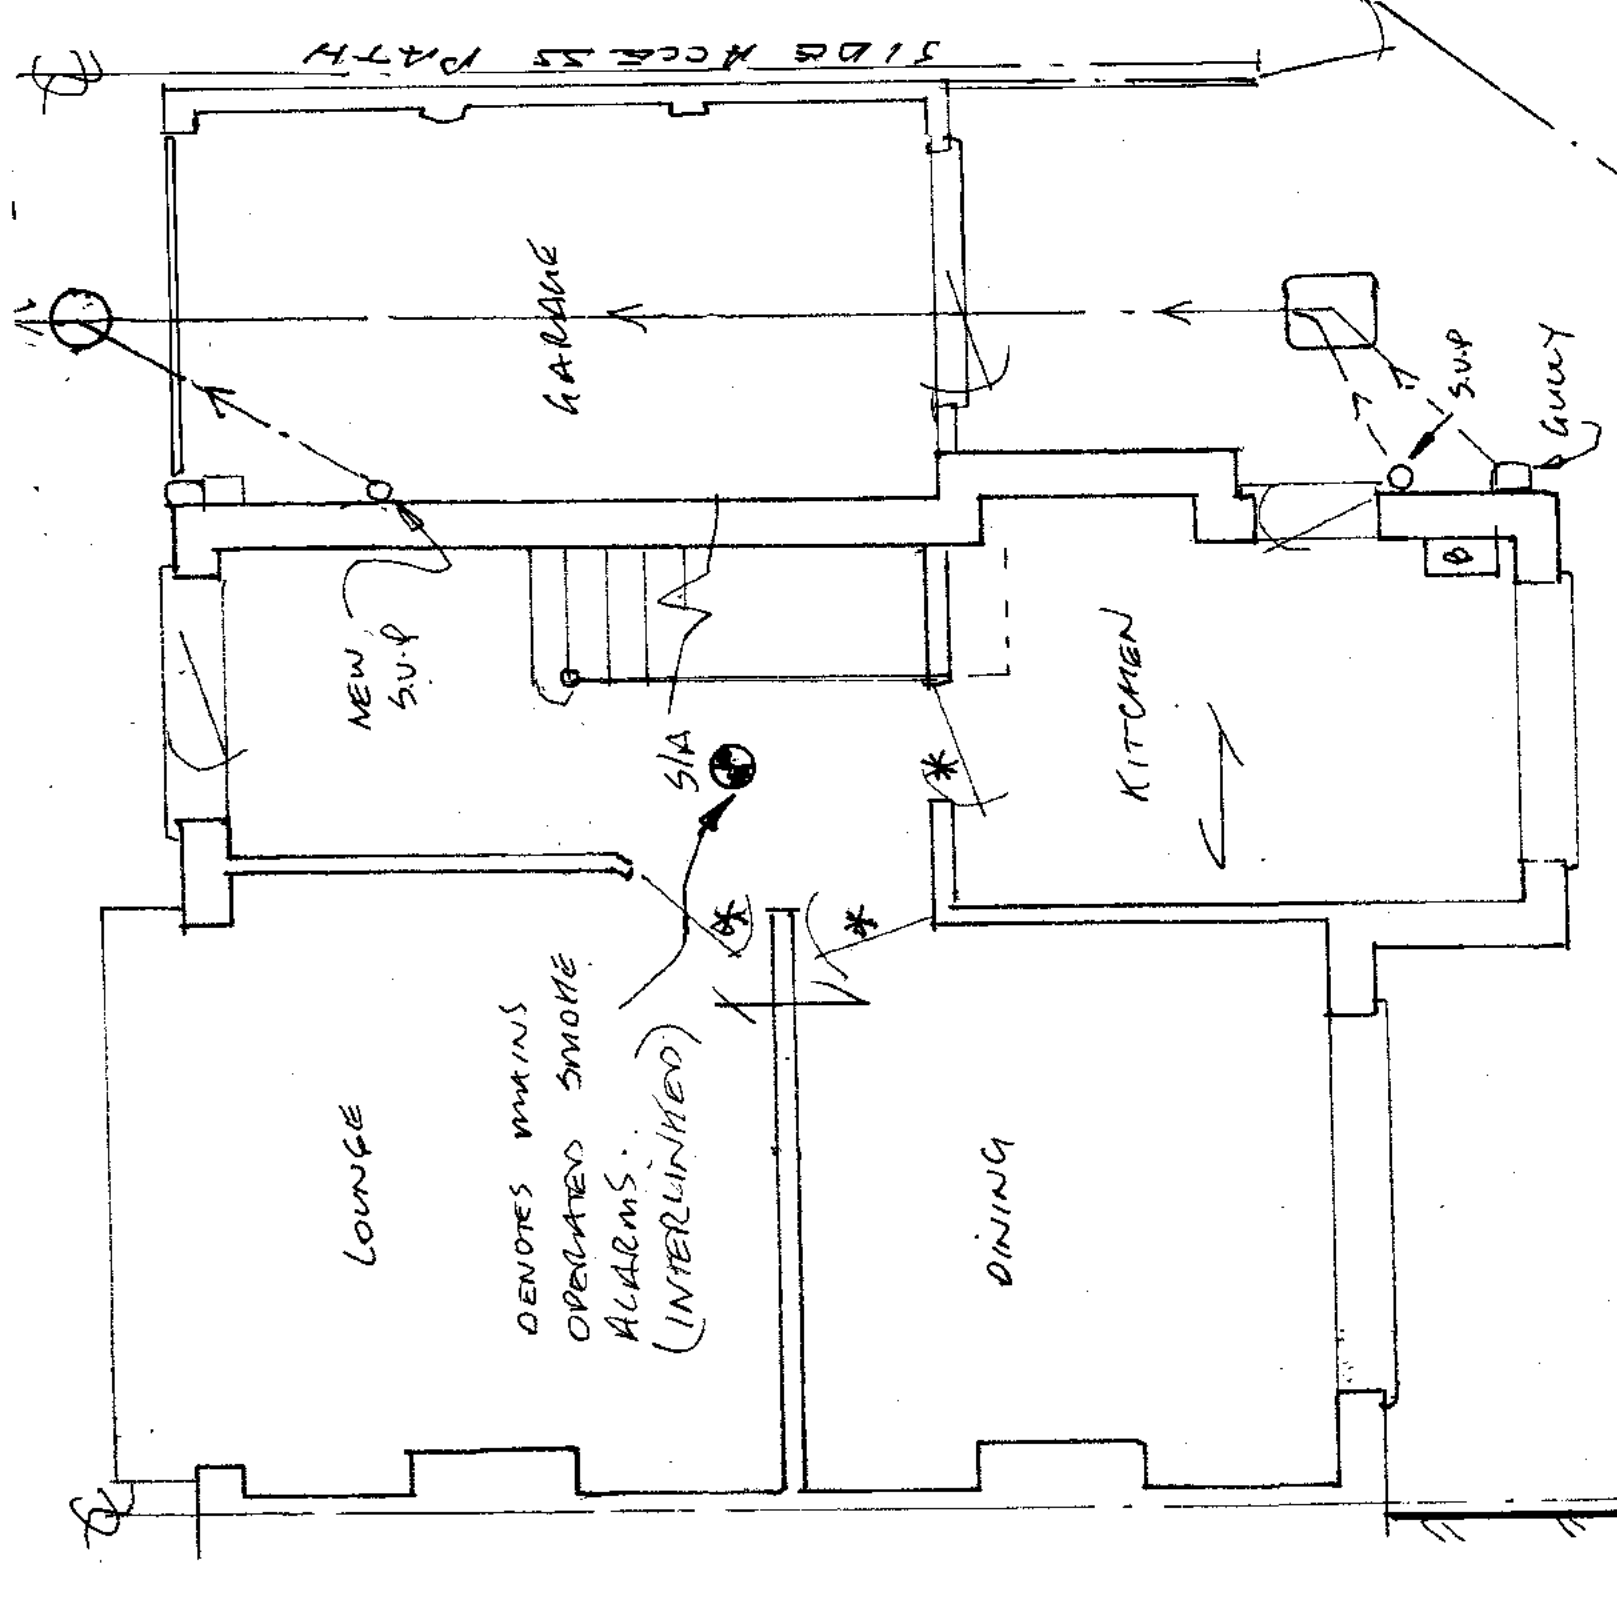 SIDE ACCESS PATH
GARAGE
S.V.P
GULLY
NEW
S.V.P
S/A
KITCHEN
B
LOUNGE
DENOTES MAINS
OPERATED SMOKE
ALARMS.
(INTERLINKED)
DINING